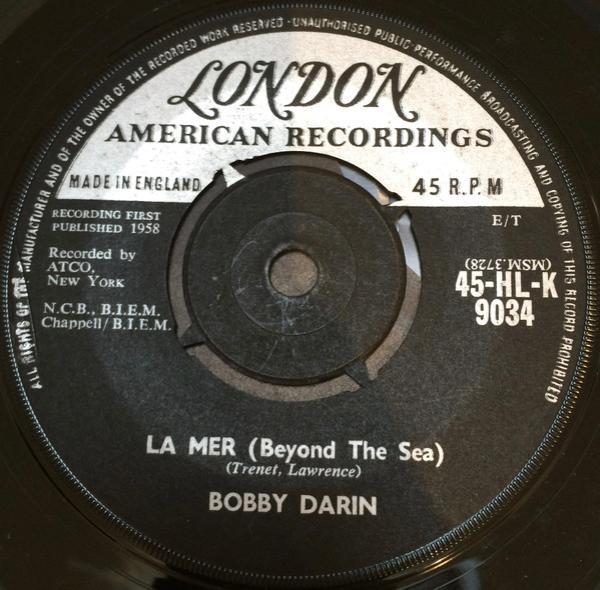 ALL RIGHTS OF THE MANUFACTURER AND OF THE OWNER OF THE RECORDED WORK RESERVED · UNAUTHORISED PUBLIC PERFORMANCE BROADCASTING AND COPYING OF THIS RECORD PROHIBITED
LONDON
AMERICAN RECORDINGS
MADE IN ENGLAND
45 R.P.M
RECORDING FIRST
PUBLISHED 1958
E/T
Recorded by
ATCO,
NEW YORK
(MSM.3728)
45-HL-K
9034
N.C.B., B.I.E.M.
Chappell/B.I.E.M.
LA MER (Beyond The Sea)
(Trenet, Lawrence)
BOBBY DARIN